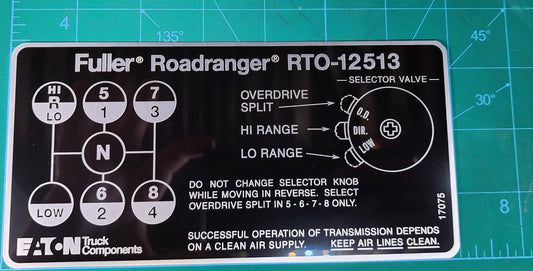 4
135°
45°
30°
8
Fuller® Roadranger® RTO-12513
SELECTOR VALVE
HI
R
LO
5
1
7
3
N
LOW
6
2
8
4
OVERDRIVE
SPLIT
HI RANGE
LO RANGE
O.D.
DIR.
LOW
DO NOT CHANGE SELECTOR KNOB
WHILE MOVING IN REVERSE. SELECT
OVERDRIVE SPLIT IN 5 - 6 - 7 - 8 ONLY.
17075
EATON Truck
Components
SUCCESSFUL OPERATION OF TRANSMISSION DEPENDS
ON A CLEAN AIR SUPPLY. KEEP AIR LINES CLEAN.